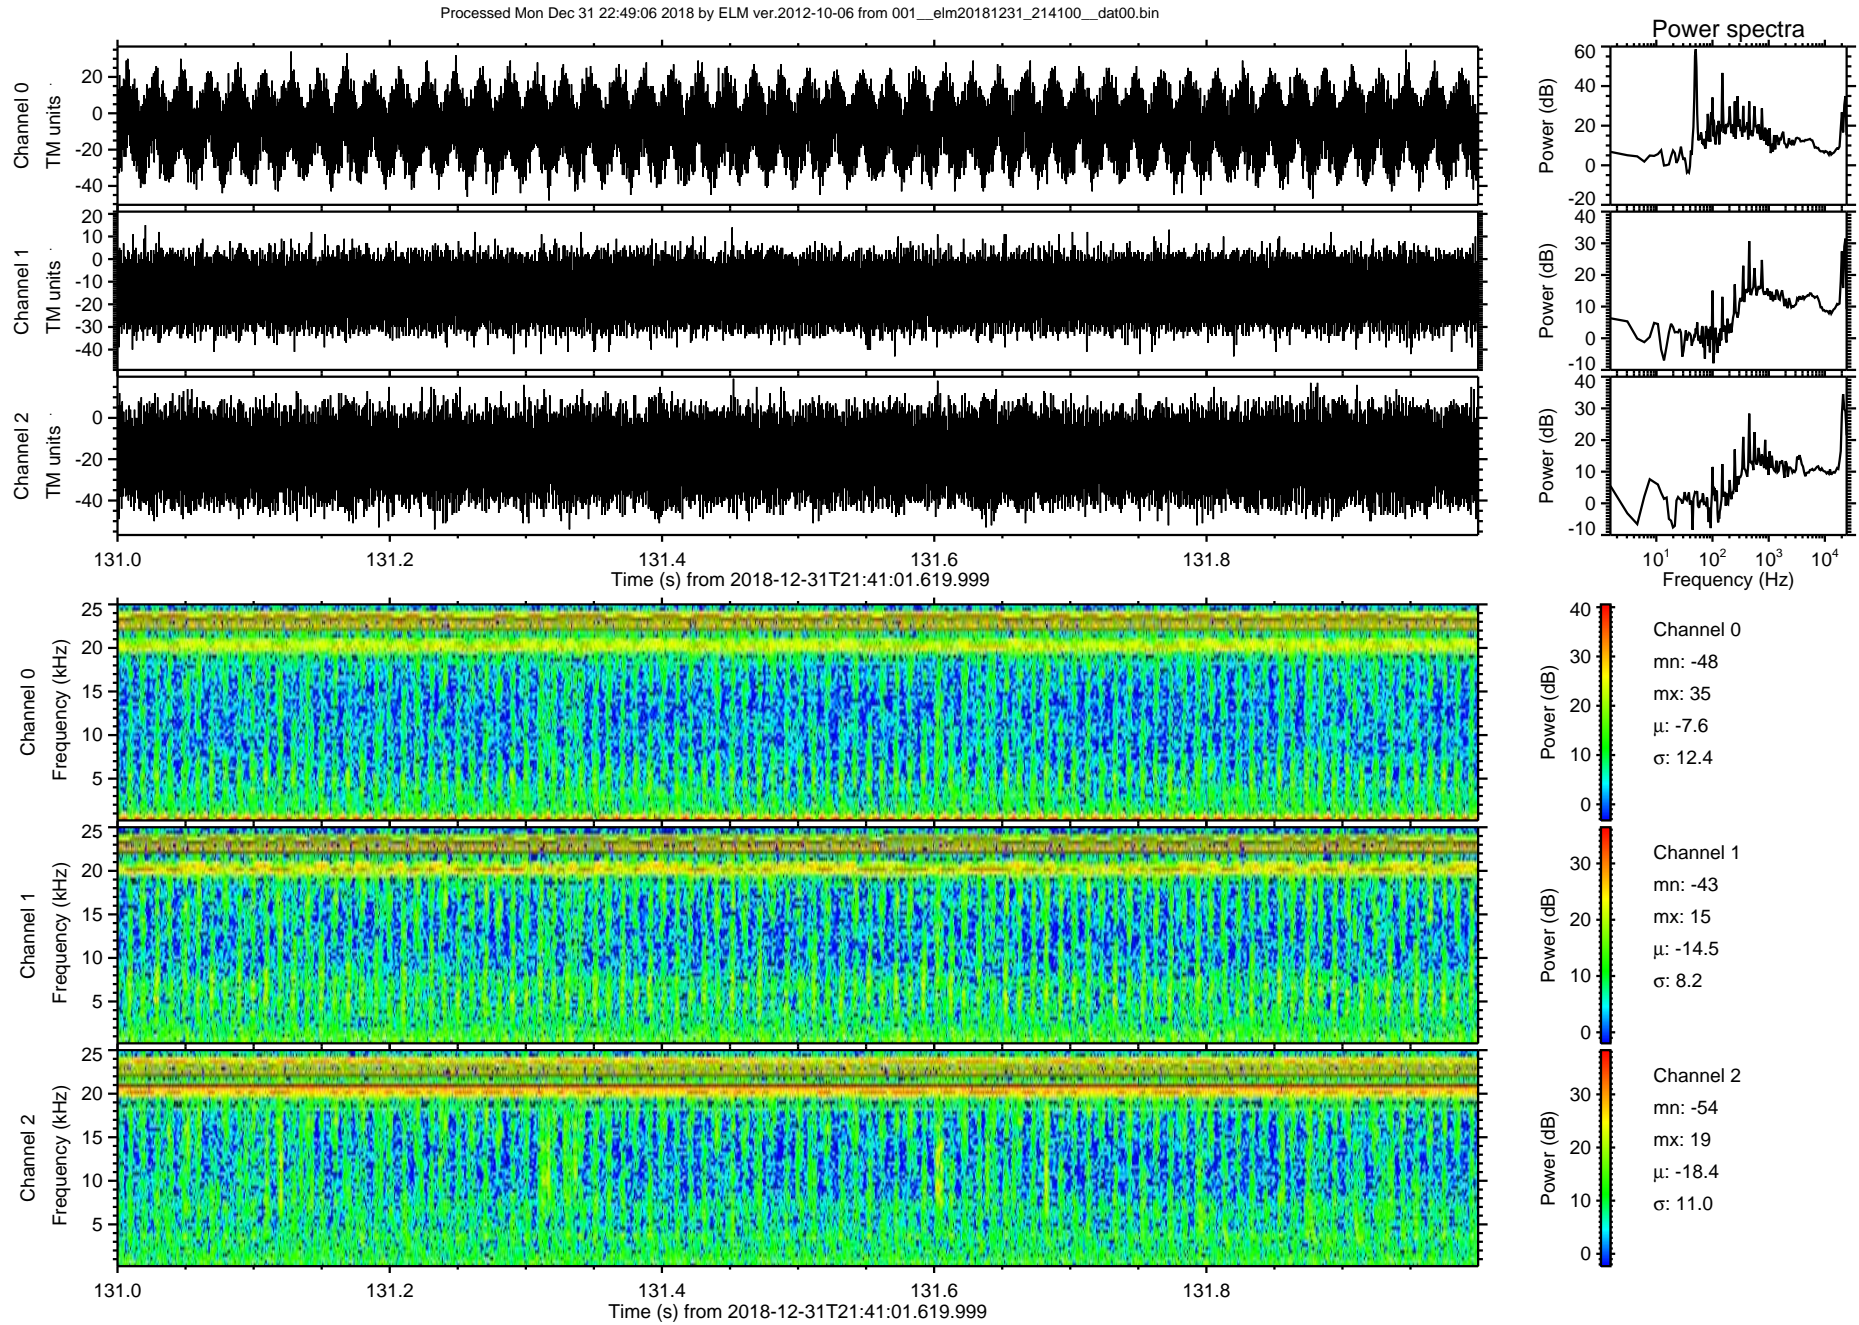 Processed Mon Dec 31 22:49:06 2018 by ELM ver.2012-10-06 from 001__elm20181231_214100__dat00.bin
Power spectra
Channel 0
TM units
20
0
-20
-40
Power (dB)
60
40
20
0
-20
Channel 1
TM units
20
10
0
-10
-20
-30
-40
Power (dB)
40
30
20
10
0
-10
Channel 2
TM units
0
-20
-40
Power (dB)
40
30
20
10
0
-10
131.0 131.2 131.4 131.6 131.8
Time (s) from 2018-12-31T21:41:01.619.999
10¹ 10² 10³ 10⁴
Frequency (Hz)
Channel 0
Frequency (kHz)
25
20
15
10
5
Power (dB)
40
30
20
10
0
Channel 0
mn: -48
mx: 35
μ: -7.6
σ: 12.4
Channel 1
Frequency (kHz)
25
20
15
10
5
Power (dB)
30
20
10
0
Channel 1
mn: -43
mx: 15
μ: -14.5
σ: 8.2
Channel 2
Frequency (kHz)
25
20
15
10
5
Power (dB)
30
20
10
0
Channel 2
mn: -54
mx: 19
μ: -18.4
σ: 11.0
131.0 131.2 131.4 131.6 131.8
Time (s) from 2018-12-31T21:41:01.619.999